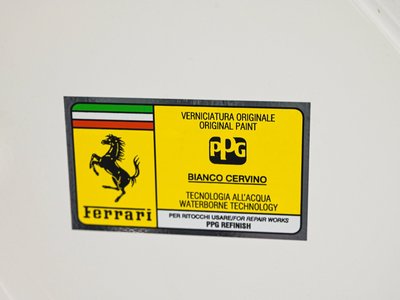 VERNICIATURA ORIGINALE
ORIGINAL PAINT
PPG
BIANCO CERVINO
TECNOLOGIA ALL'ACQUA
WATERBORNE TECHNOLOGY
Ferrari
PER RITOCCHI USARE/FOR REPAIR WORKS
PPG REFINISH